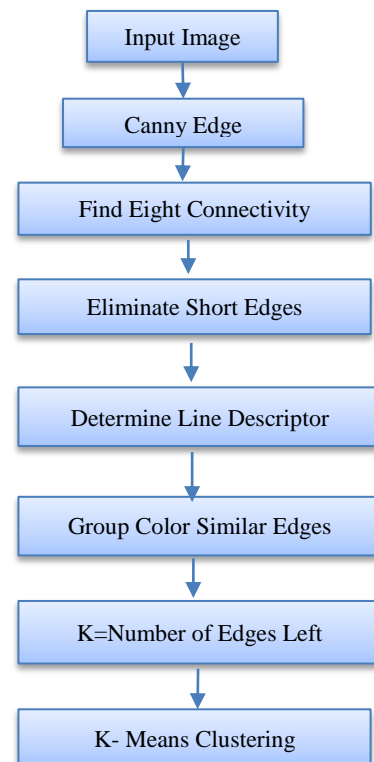 Input Image
Canny Edge
Find Eight Connectivity
Eliminate Short Edges
Determine Line Descriptor
Group Color Similar Edges
K=Number of Edges Left
K- Means Clustering